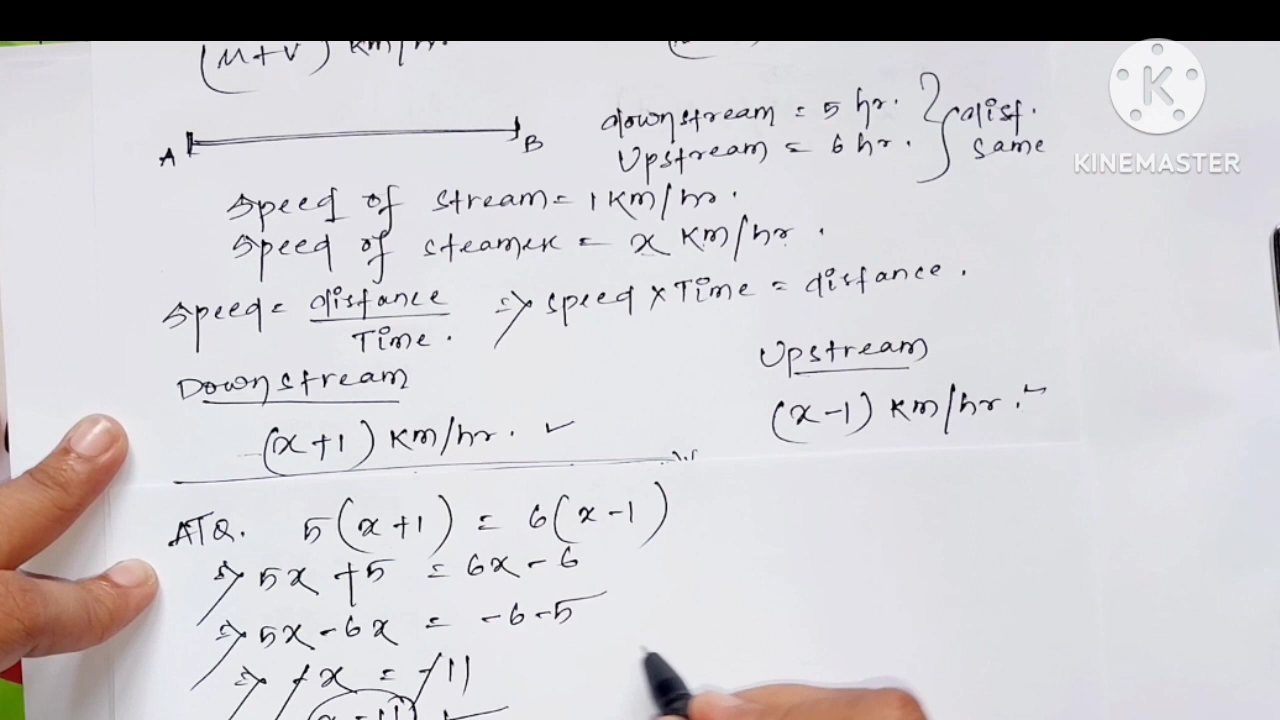 (u+v) km/hr.
A B
downstream = 5 hr.
Upstream = 6 hr.
dist. same
KINEMASTER
Speed of stream = 1 km/hr.
Speed of steamer = x km/hr.
Speed = distance / Time. => speed x Time = distance.
Downstream
Upstream
(x+1) km/hr. ✓
(x-1) km/hr. ✓
ATQ. 5(x+1) = 6(x-1)
=> 5x + 5 = 6x - 6
=> 5x - 6x = -6-5
=> -x = -11
x = 11